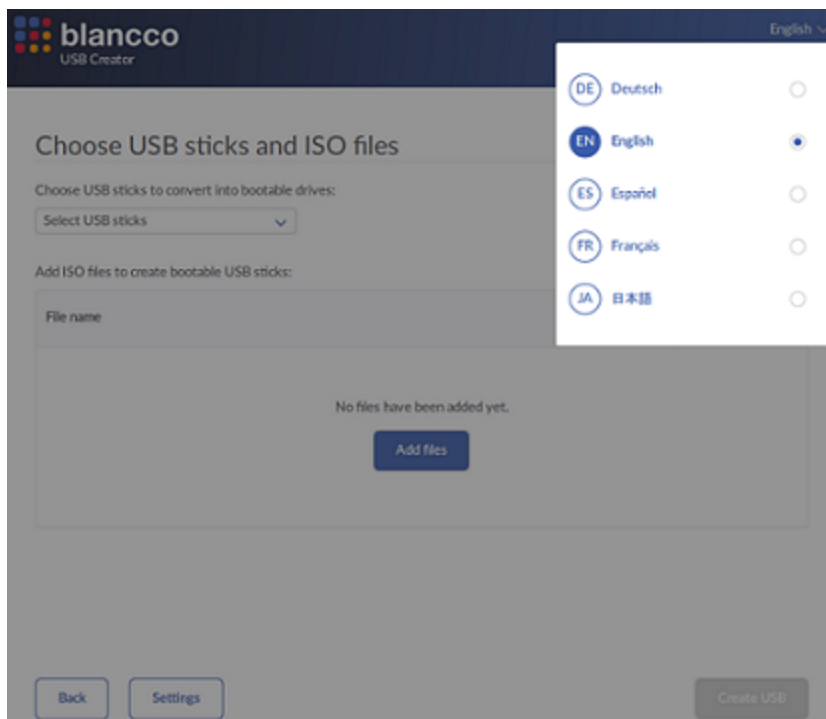 blancco
USB Creator
English
DE Deutsch
EN English
ES Español
FR Français
JA 日本語
Choose USB sticks and ISO files
Choose USB sticks to convert into bootable drives:
Select USB sticks
Add ISO files to create bootable USB sticks:
File name
No files have been added yet.
Add files
Back
Settings
Create USB